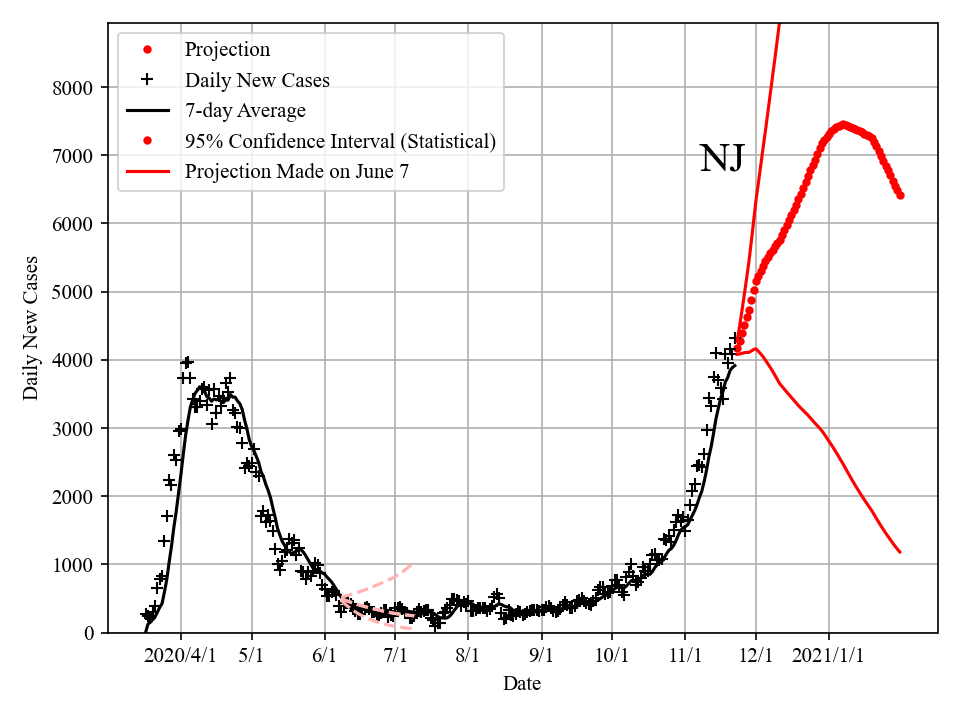 Projection
Daily New Cases
7-day Average
95% Confidence Interval (Statistical)
Projection Made on June 7
NJ
8000
7000
6000
5000
4000
3000
2000
1000
0
Daily New Cases
2020/4/1 5/1 6/1 7/1 8/1 9/1 10/1 11/1 12/1 2021/1/1
Date